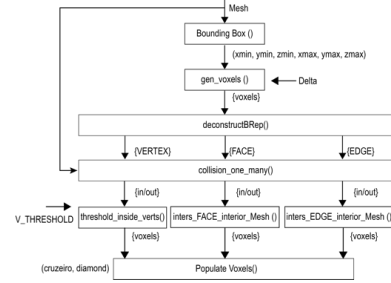 Mesh
Bounding Box ()
(xmin, ymin, zmin, xmax, ymax, zmax)
gen_voxels ()
Delta
{voxels}
deconstructBRep()
{VERTEX} {FACE} {EDGE}
collision_one_many()
{in/out} {in/out} {in/out}
V_THRESHOLD
threshold_inside_verts() inters_FACE_interior_Mesh () inters_EDGE_interior_Mesh ()
{voxels} {voxels} {voxels}
(cruzeiro, diamond)
Populate Voxels()